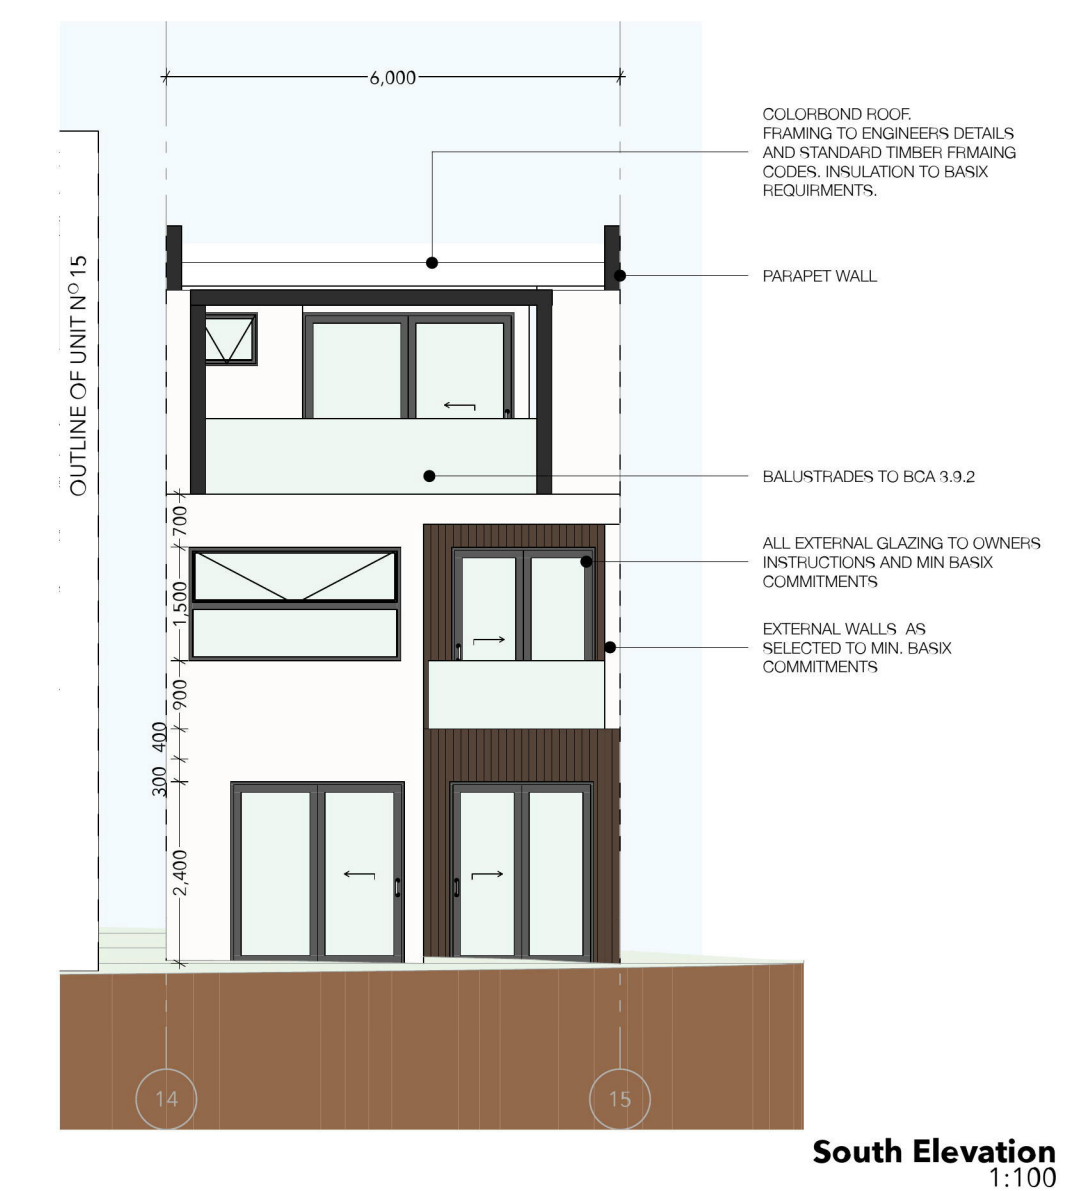 6,000
COLORBOND ROOF.
FRAMING TO ENGINEERS DETAILS
AND STANDARD TIMBER FRMAING
CODES. INSULATION TO BASIX
REQUIRMENTS.
OUTLINE OF UNIT Nº 15
PARAPET WALL
BALUSTRADES TO BCA 3.9.2
700
ALL EXTERNAL GLAZING TO OWNERS
INSTRUCTIONS AND MIN BASIX
COMMITMENTS
1,500
EXTERNAL WALLS AS
SELECTED TO MIN. BASIX
COMMITMENTS
900
400
300
2,400
14
15
South Elevation
1:100